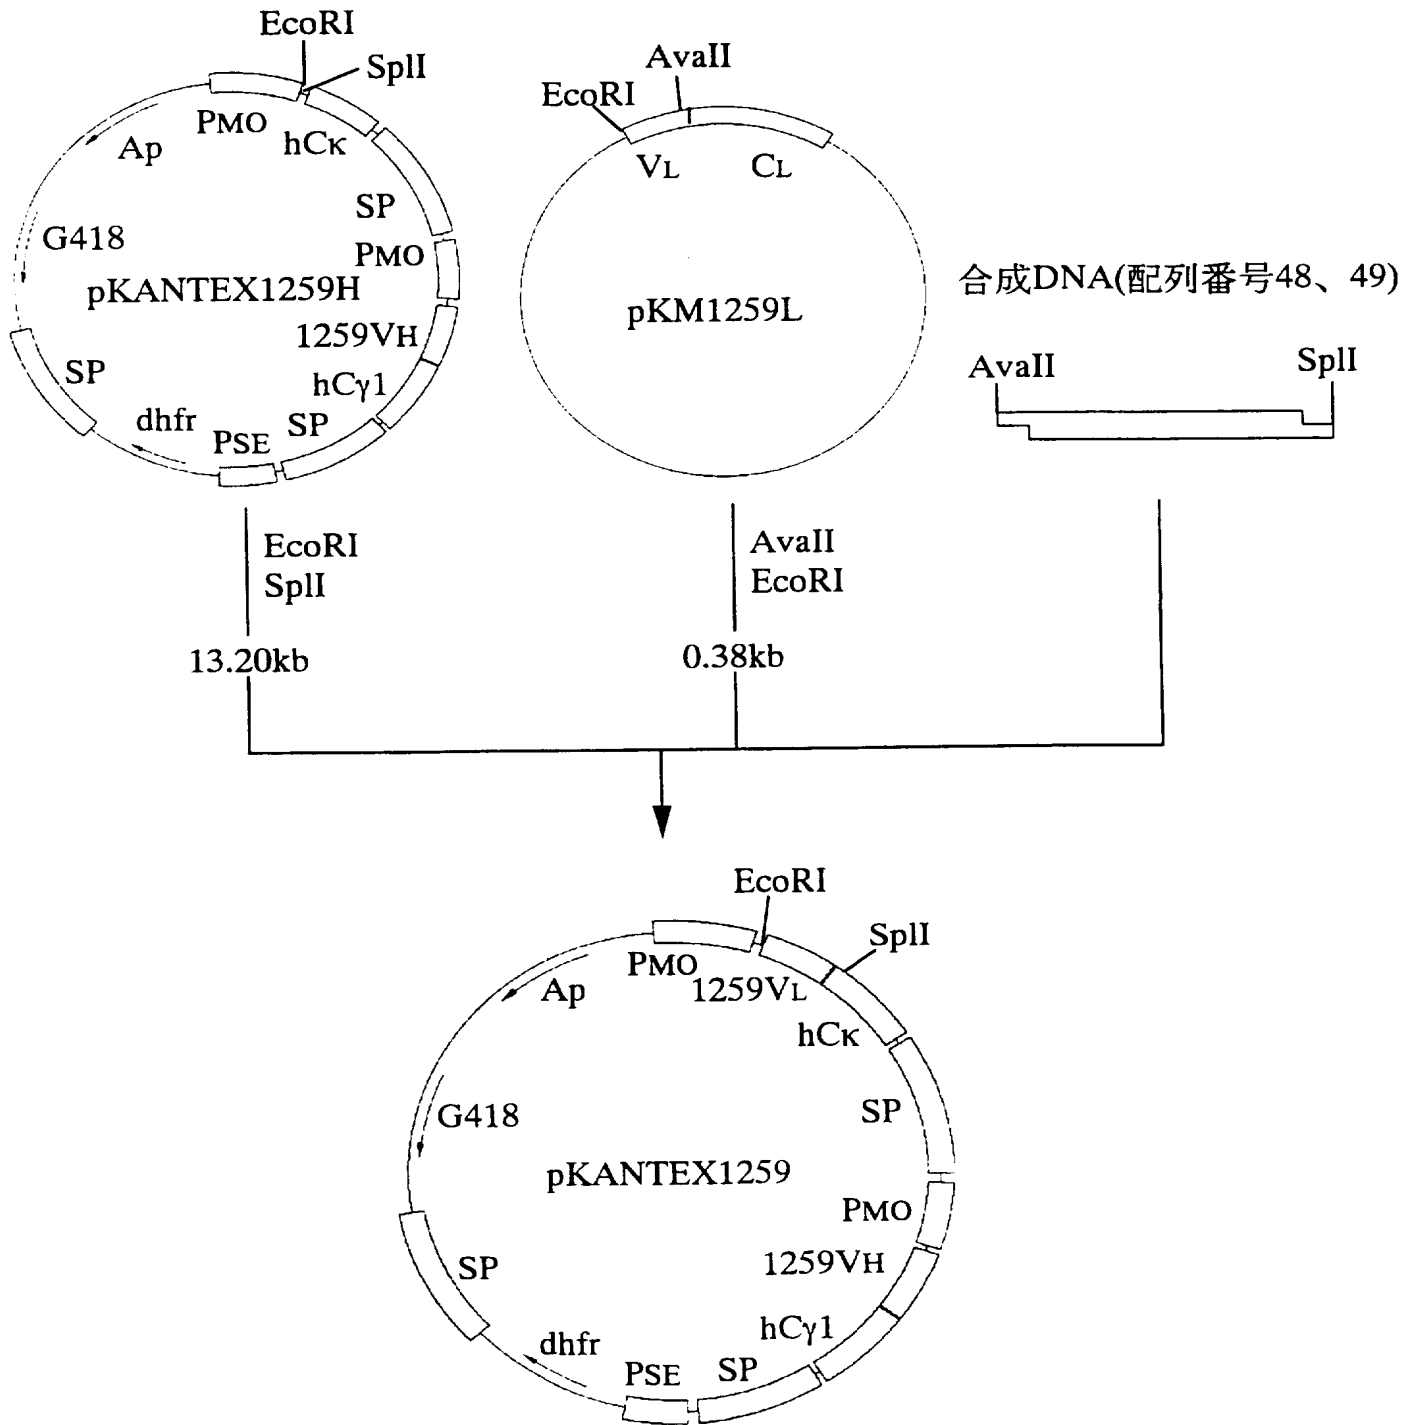 EcoRI
SplI
PMO
hCκ
Ap
SP
G418
PMO
pKANTEX1259H
1259VH
SP
hCγ1
dhfr
SP
PSE
AvaII
EcoRI
VL
CL
pKM1259L
合成DNA(配列番号48、49)
AvaII
SplI
EcoRI
SplI
13.20kb
AvaII
EcoRI
0.38kb
EcoRI
SplI
PMO
1259VL
Ap
hCκ
G418
SP
pKANTEX1259
PMO
1259VH
SP
hCγ1
dhfr
SP
PSE